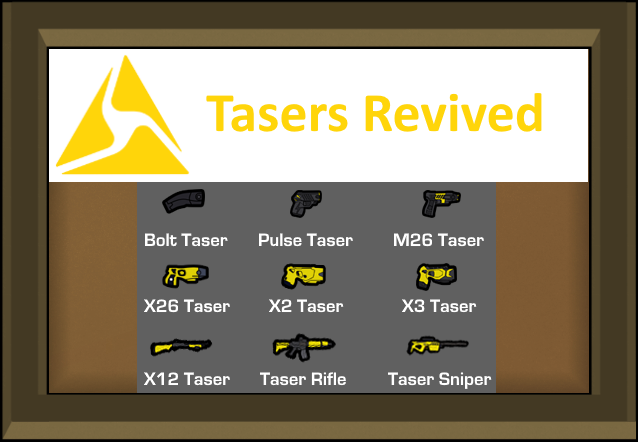 Tasers Revived
Bolt Taser Pulse Taser M26 Taser
X26 Taser X2 Taser X3 Taser
X12 Taser Taser Rifle Taser Sniper